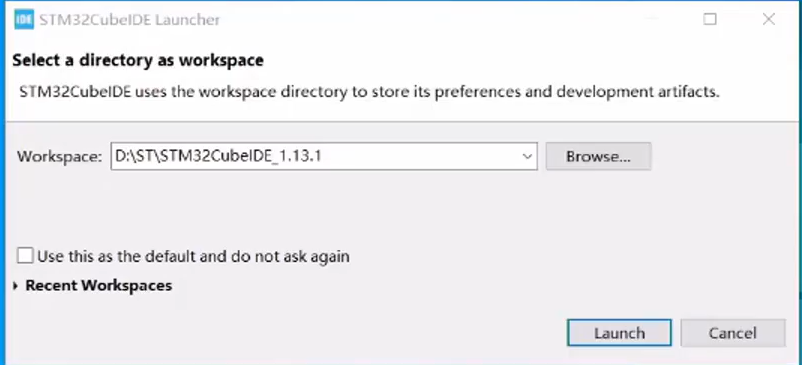 IDE STM32CubeIDE Launcher
Select a directory as workspace
STM32CubeIDE uses the workspace directory to store its preferences and development artifacts.
Workspace: D:\ST\STM32CubeIDE_1.13.1 Browse...
Use this as the default and do not ask again
Recent Workspaces
Launch Cancel